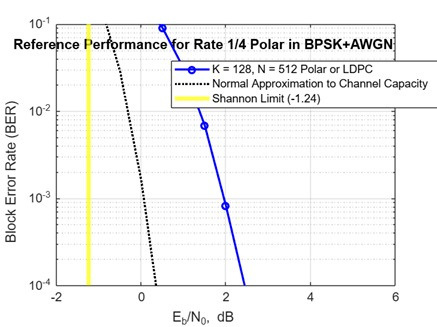 Reference Performance for Rate 1/4 Polar in BPSK+AWGN
K = 128, N = 512 Polar or LDPC
Normal Approximation to Channel Capacity
Shannon Limit (-1.24)
Block Error Rate (BER)
10-1
10-2
10-3
10-4
-2 0 2 4 6
Eb/N0, dB